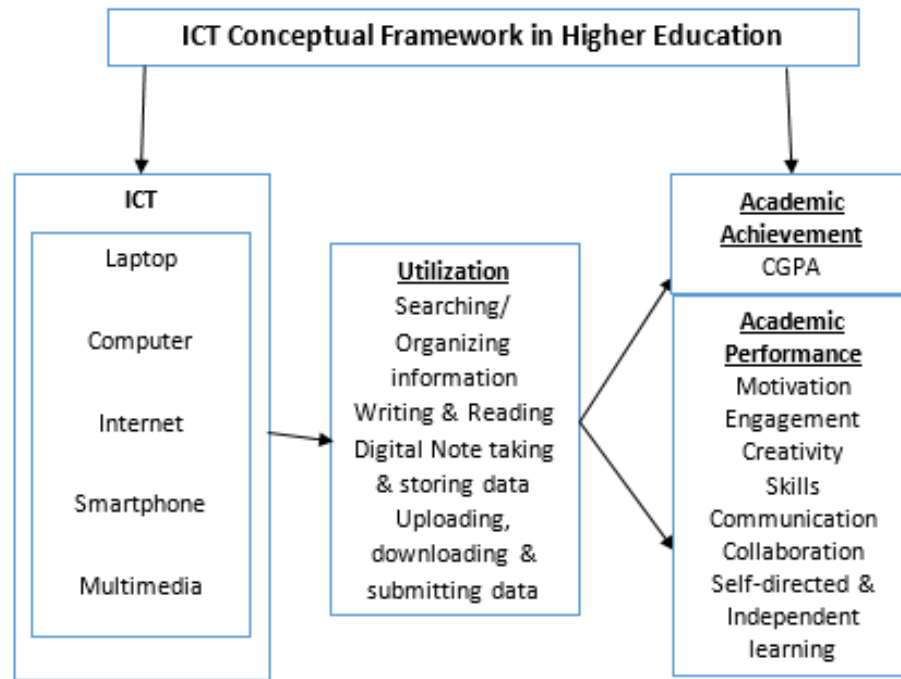 ICT Conceptual Framework in Higher Education
ICT
Laptop
Computer
Internet
Smartphone
Multimedia
Utilization
Searching/
Organizing
information
Writing & Reading
Digital Note taking
& storing data
Uploading,
downloading &
submitting data
Academic
Achievement
CGPA
Academic
Performance
Motivation
Engagement
Creativity
Skills
Communication
Collaboration
Self-directed &
Independent
learning